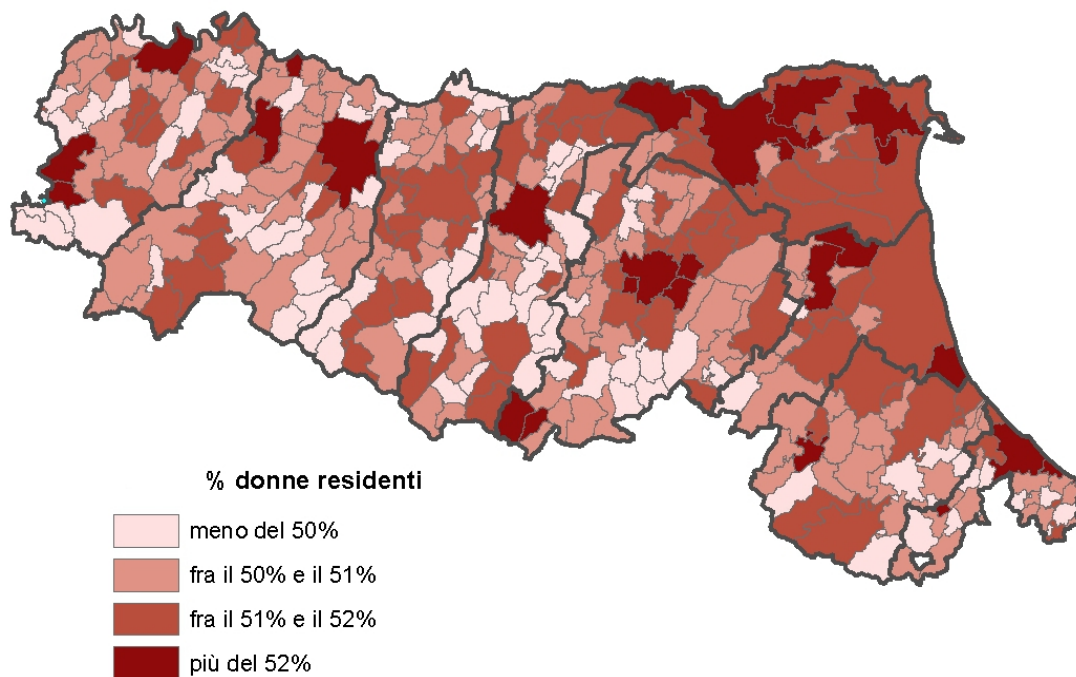 % donne residenti
meno del 50%
fra il 50% e il 51%
fra il 51% e il 52%
più del 52%